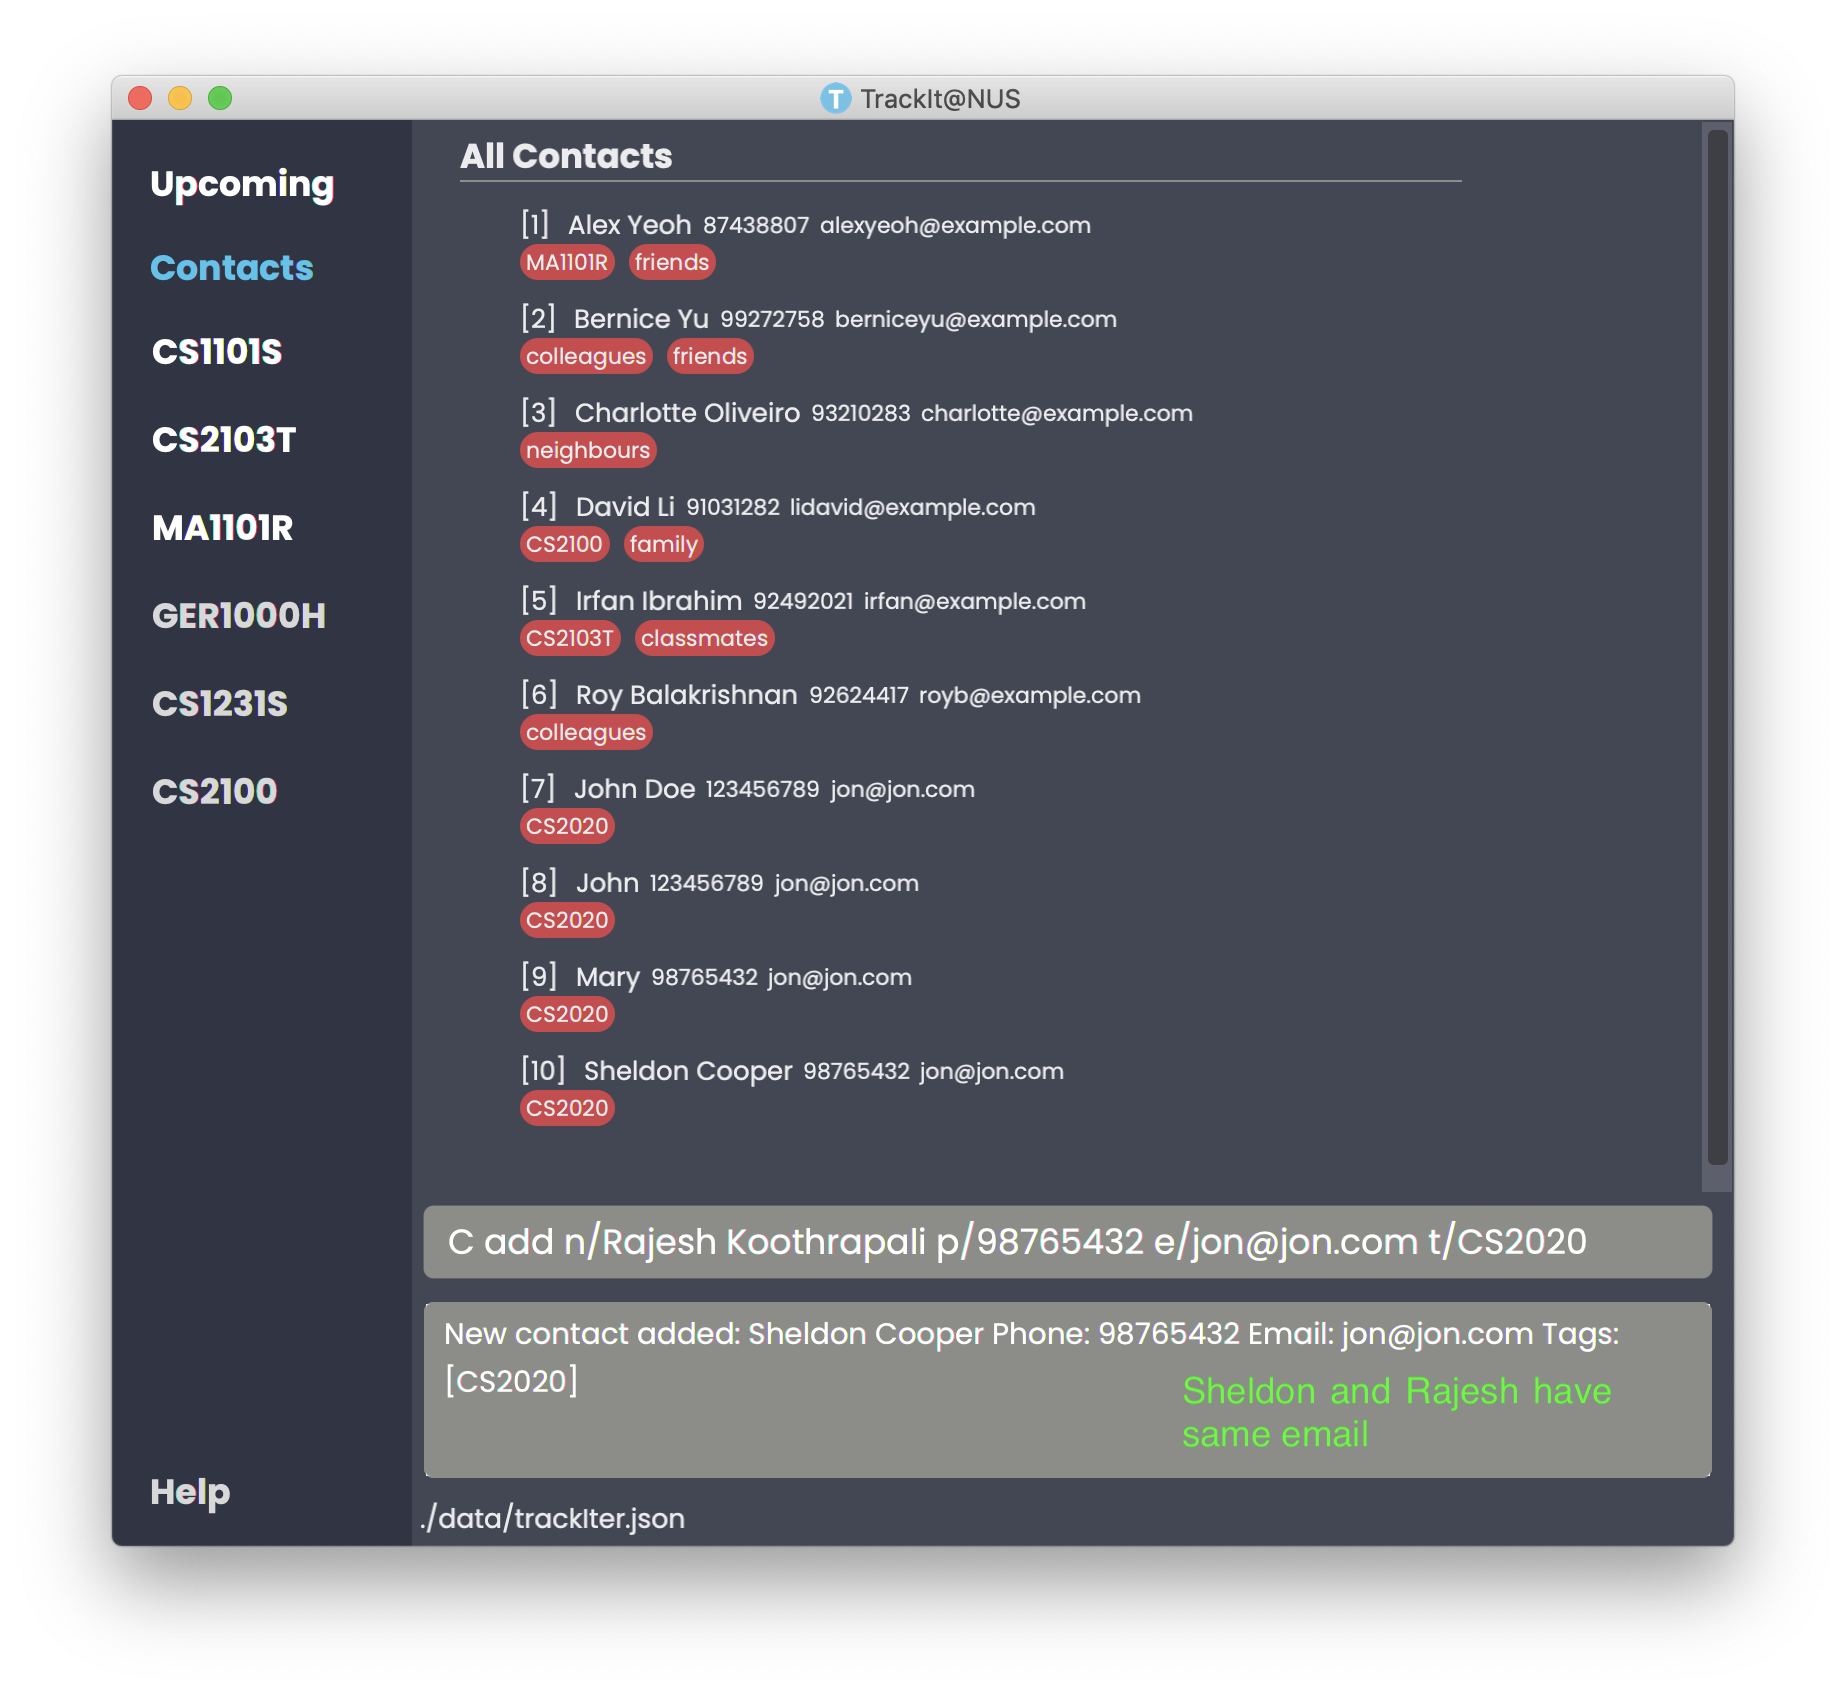 T TrackIt@NUS
Upcoming
Contacts
CS1101S
CS2103T
MA1101R
GER1000H
CS1231S
CS2100
Help
All Contacts
[1] Alex Yeoh 87438807 alexyeoh@example.com
MA1101R friends
[2] Bernice Yu 99272758 berniceyu@example.com
colleagues friends
[3] Charlotte Oliveiro 93210283 charlotte@example.com
neighbours
[4] David Li 91031282 lidavid@example.com
CS2100 family
[5] Irfan Ibrahim 92492021 irfan@example.com
CS2103T classmates
[6] Roy Balakrishnan 92624417 royb@example.com
colleagues
[7] John Doe 123456789 jon@jon.com
CS2020
[8] John 123456789 jon@jon.com
CS2020
[9] Mary 98765432 jon@jon.com
CS2020
[10] Sheldon Cooper 98765432 jon@jon.com
CS2020
C add n/Rajesh Koothrapali p/98765432 e/jon@jon.com t/CS2020
New contact added: Sheldon Cooper Phone: 98765432 Email: jon@jon.com Tags:
[CS2020]
Sheldon and Rajesh have
same email
./data/trackIter.json